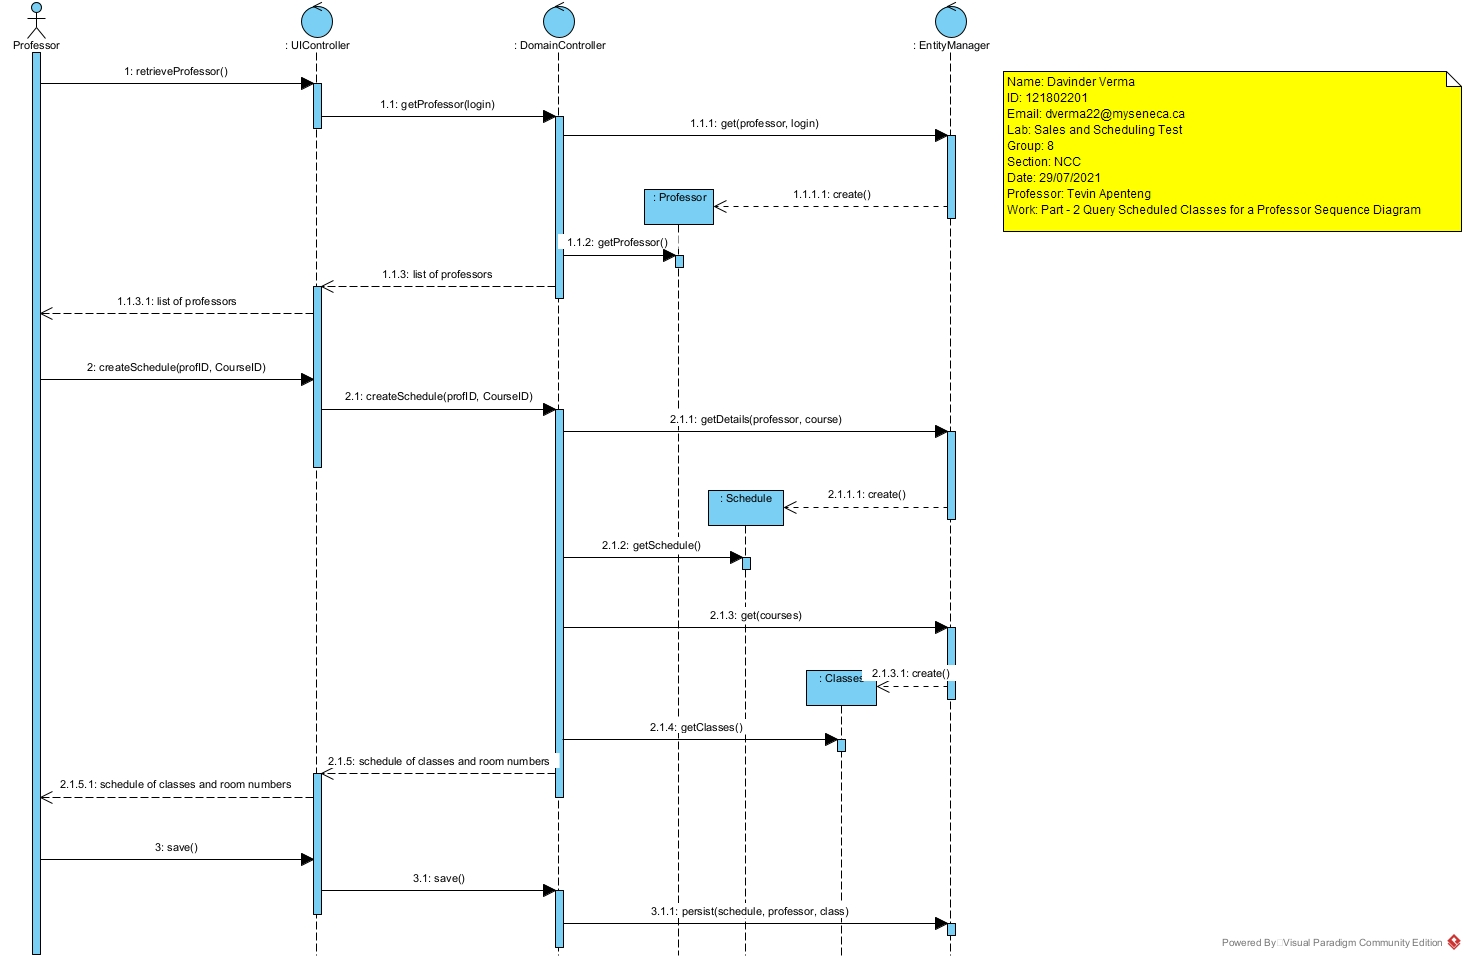 Professor
: UIController
: DomainController
: EntityManager
1: retrieveProfessor()
1.1: getProfessor(login)
1.1.1: get(professor, login)
: Professor
1.1.1.1: create()
1.1.2: getProfessor()
1.1.3: list of professors
1.1.3.1: list of professors
2: createSchedule(profID, CourseID)
2.1: createSchedule(profID, CourseID)
2.1.1: getDetails(professor, course)
: Schedule
2.1.1.1: create()
2.1.2: getSchedule()
2.1.3: get(courses)
: Classes
2.1.3.1: create()
2.1.4: getClasses()
2.1.5: schedule of classes and room numbers
2.1.5.1: schedule of classes and room numbers
3: save()
3.1: save()
3.1.1: persist(schedule, professor, class)
Name: Davinder Verma
ID: 121802201
Email: dverma22@myseneca.ca
Lab: Sales and Scheduling Test
Group: 8
Section: NCC
Date: 29/07/2021
Professor: Tevin Apenteng
Work: Part - 2 Query Scheduled Classes for a Professor Sequence Diagram
Powered By Visual Paradigm Community Edition